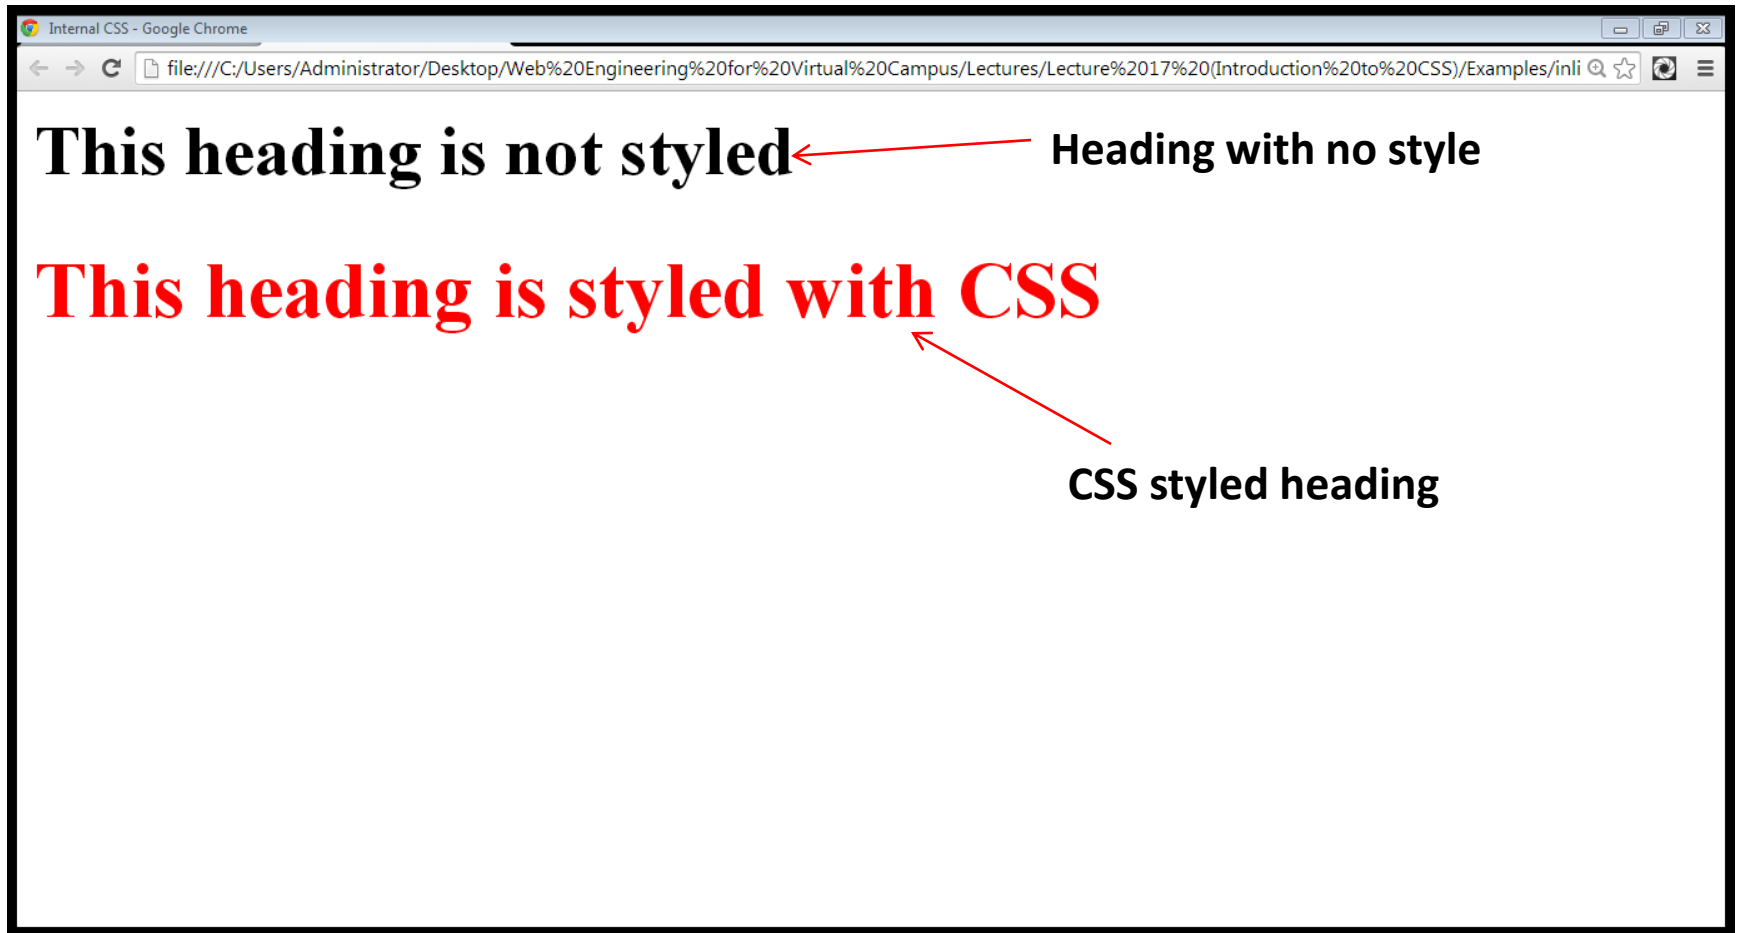 Internal CSS - Google Chrome
file:///C:/Users/Administrator/Desktop/Web%20Engineering%20for%20Virtual%20Campus/Lectures/Lecture%2017%20(Introduction%20to%20CSS)/Examples/inli
This heading is not styled
Heading with no style
This heading is styled with CSS
CSS styled heading